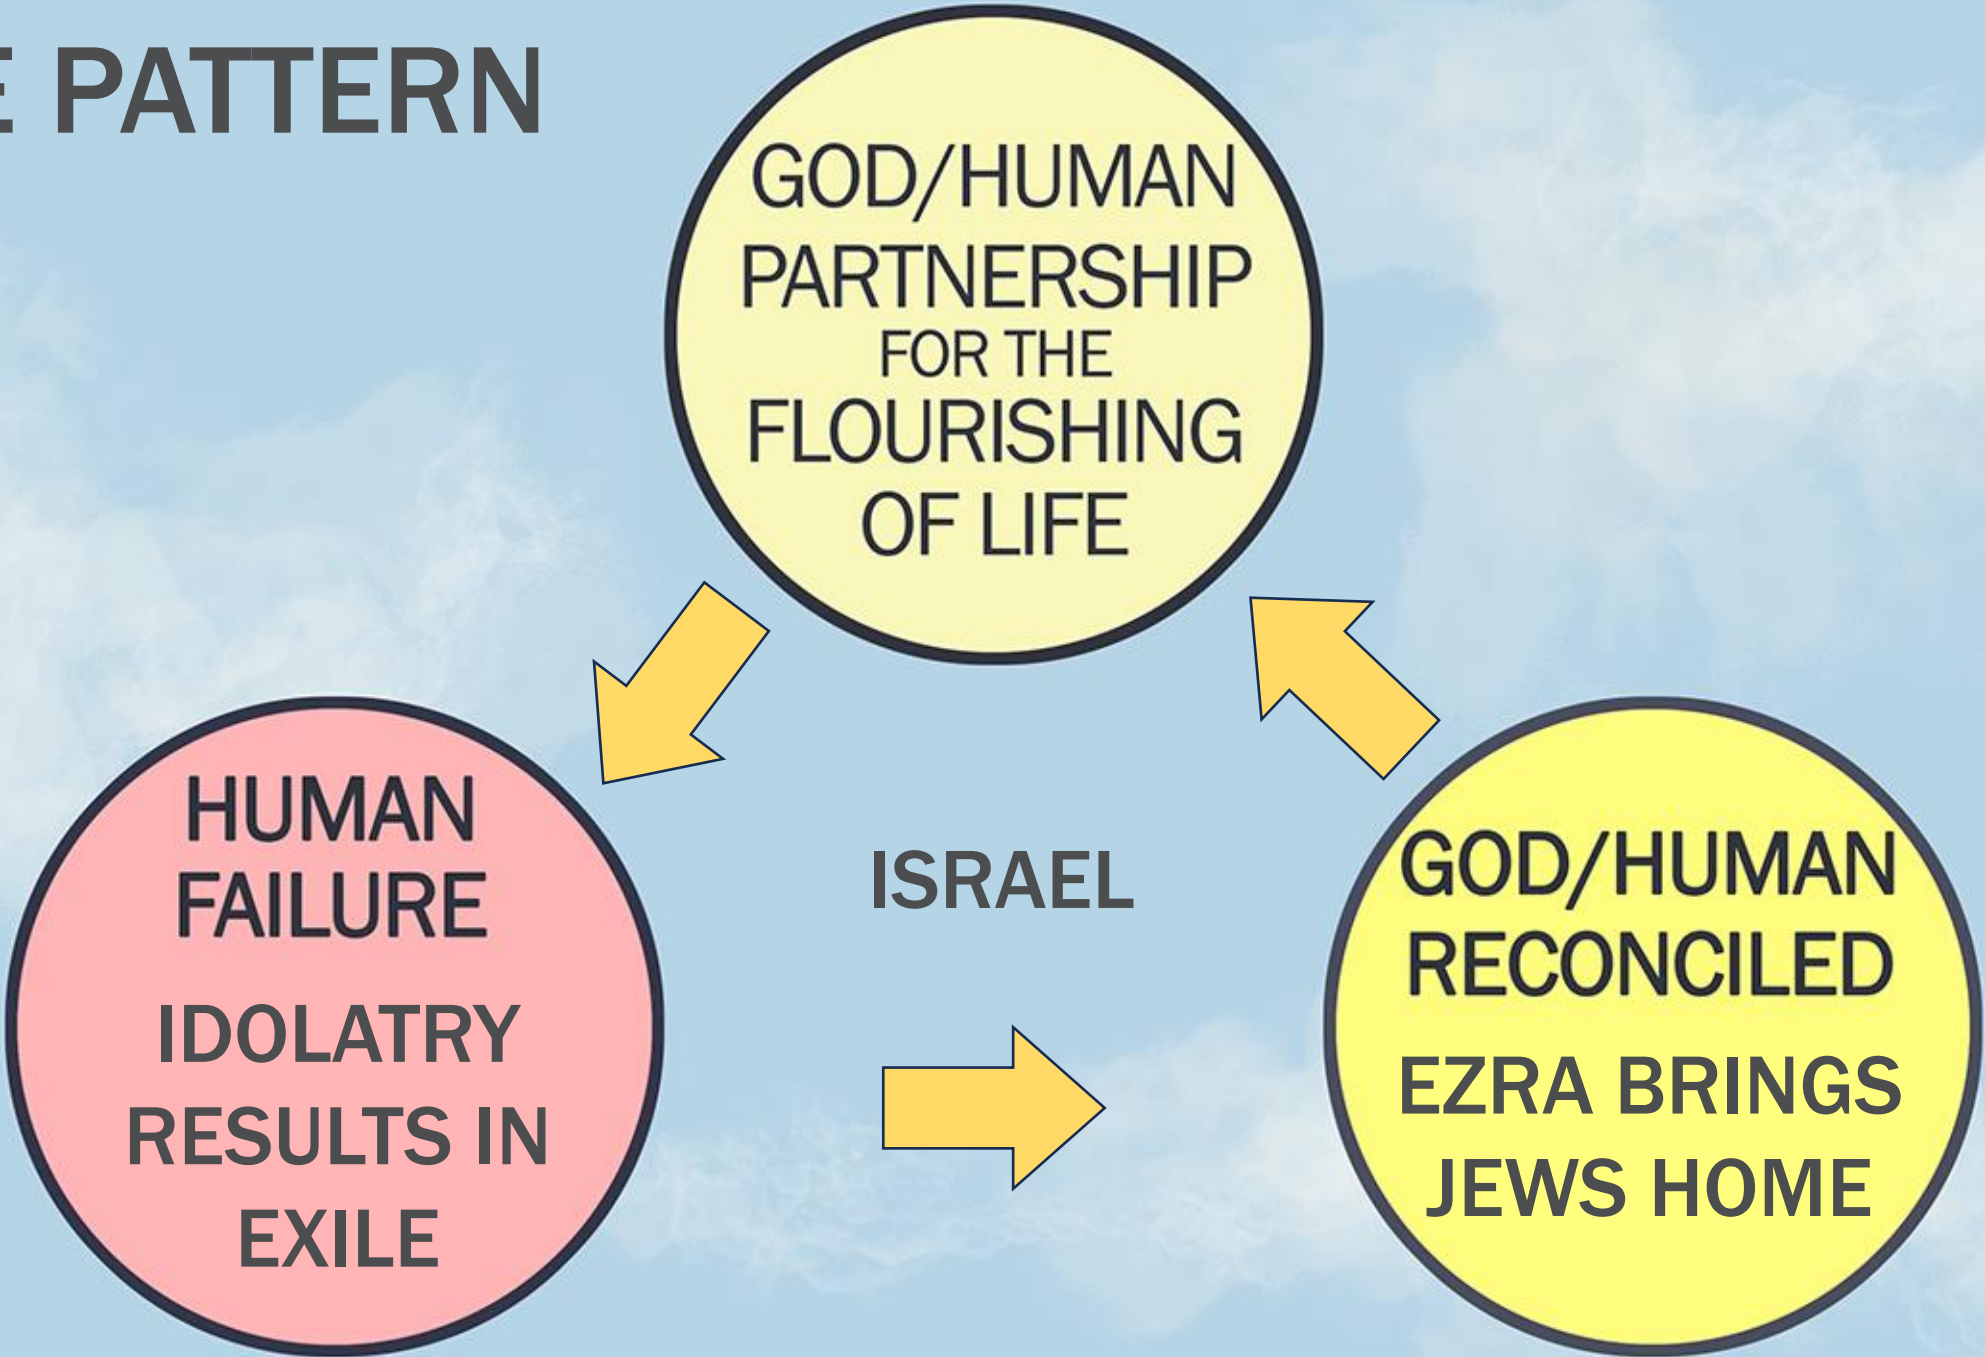 E PATTERN
GOD/HUMAN
PARTNERSHIP
FOR THE
FLOURISHING
OF LIFE
HUMAN
FAILURE
IDOLATRY
RESULTS IN
EXILE
ISRAEL
GOD/HUMAN
RECONCILED
EZRA BRINGS
JEWS HOME